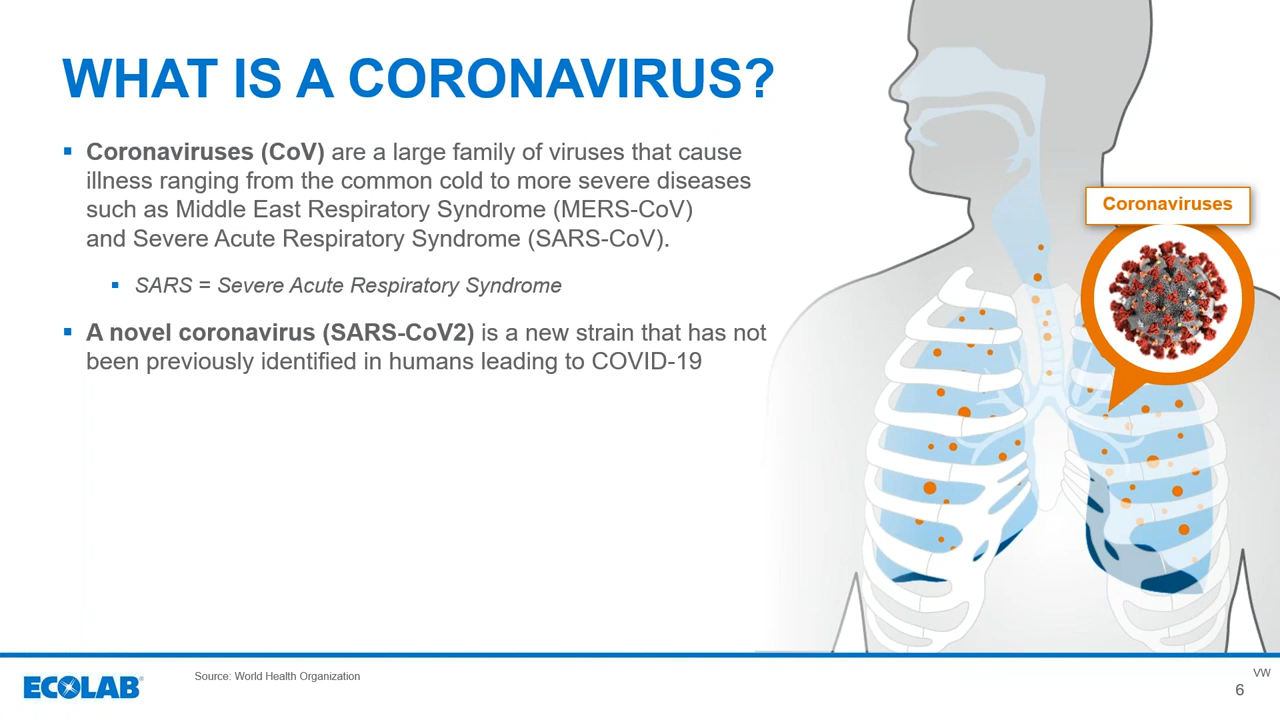 WHAT IS A CORONAVIRUS?
Coronaviruses (CoV) are a large family of viruses that cause
illness ranging from the common cold to more severe diseases
such as Middle East Respiratory Syndrome (MERS-CoV)
and Severe Acute Respiratory Syndrome (SARS-CoV).
SARS = Severe Acute Respiratory Syndrome
A novel coronavirus (SARS-CoV2) is a new strain that has not
been previously identified in humans leading to COVID-19
Coronaviruses
ECOLAB
Source: World Health Organization
VW
6